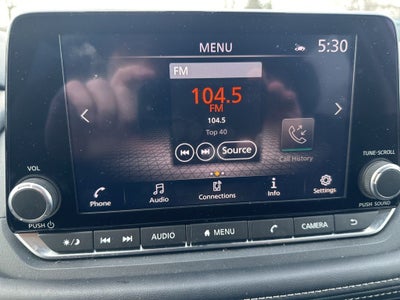 MENU
5:30
FM
104.5
FM
104.5
Top 40
Source
Call History
VOL
TUNE-SCROLL
Phone
Audio
Connections
Info
Settings
PUSH
PUSH SOUND
AUDIO
MENU
CAMERA